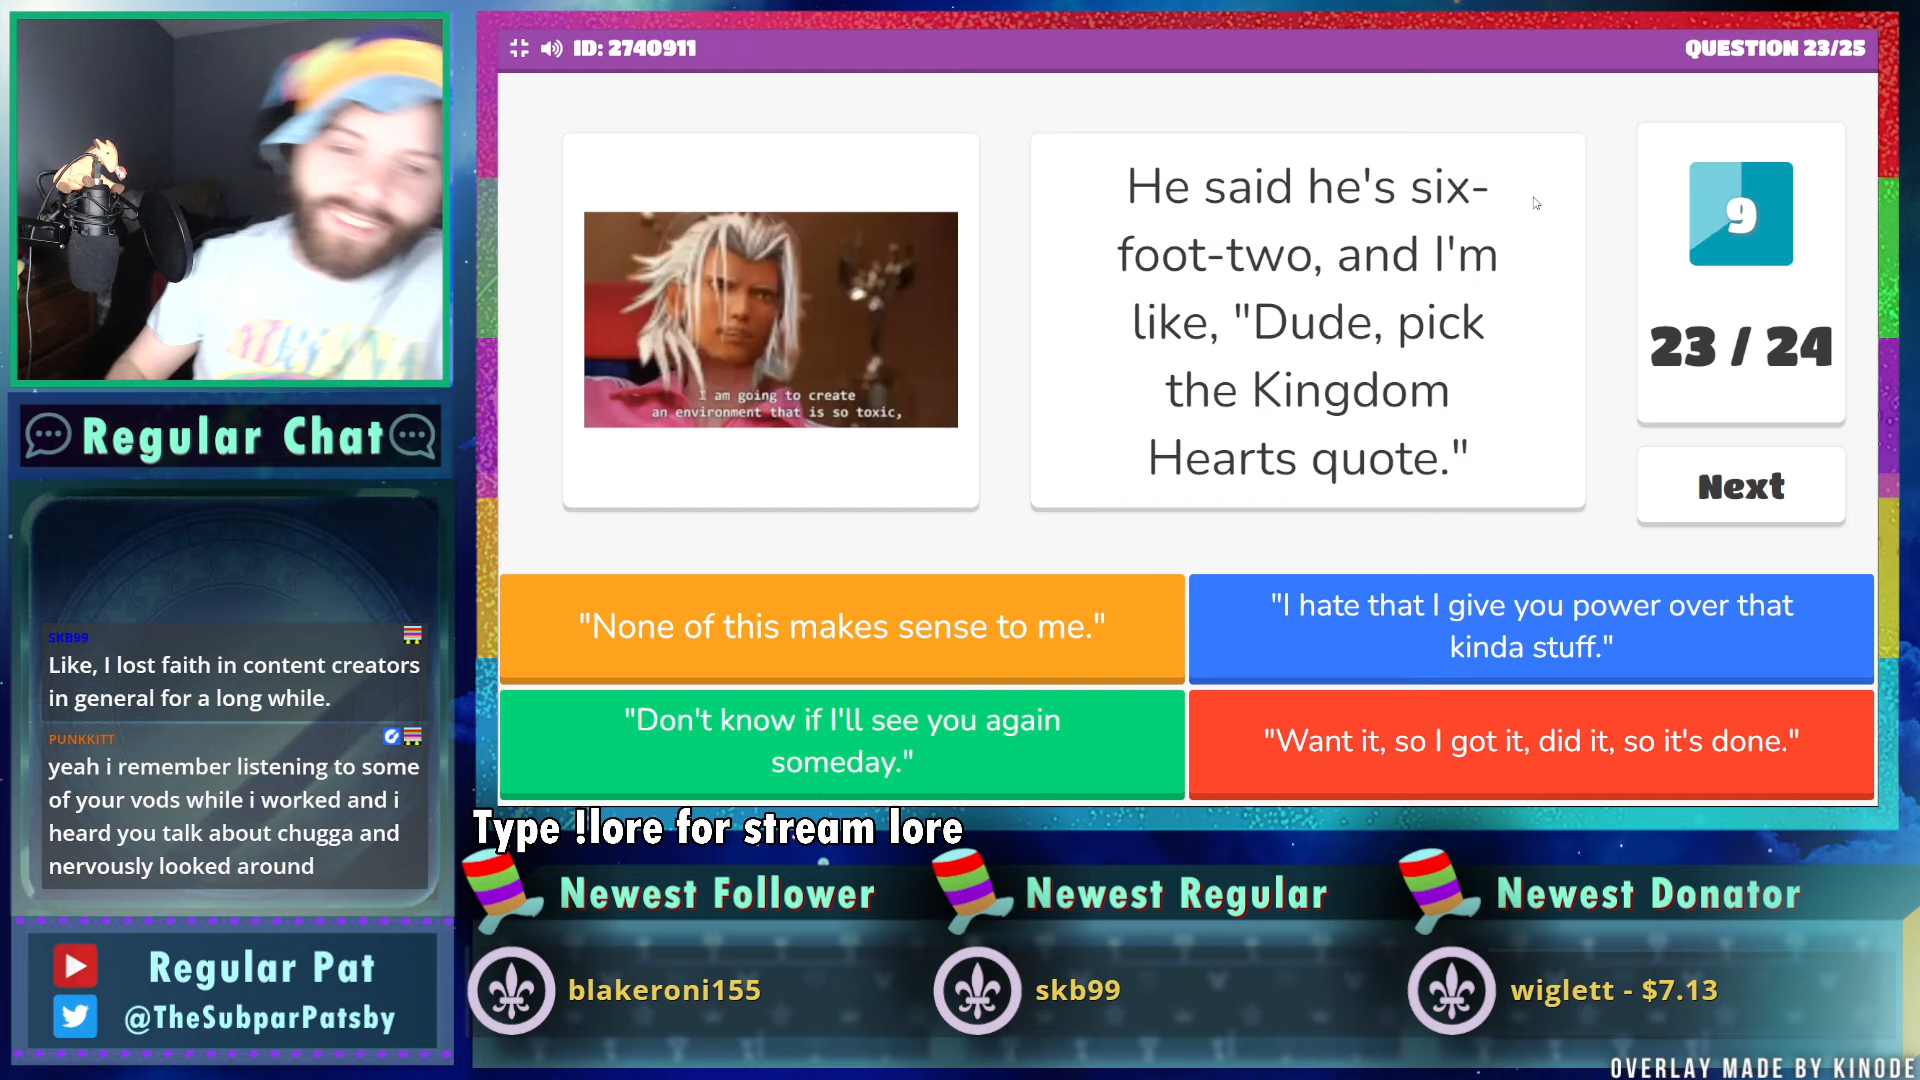 ID: 2740911
QUESTION 23/25
I am going to create
an environment that is so toxic,
He said he's six-
foot-two, and I'm
like, "Dude, pick
the Kingdom
Hearts quote."
9
23 / 24
Next
"None of this makes sense to me."
"I hate that I give you power over that
kinda stuff."
"Don't know if I'll see you again
someday."
"Want it, so I got it, did it, so it's done."
Regular Chat
SKB99
Like, I lost faith in content creators
in general for a long while.
PUNKKITT
yeah i remember listening to some
of your vods while i worked and i
heard you talk about chugga and
nervously looked around
Regular Pat
@TheSubparPatsby
Type !lore for stream lore
Newest Follower
blakeroni155
Newest Regular
skb99
Newest Donator
wiglett - $7.13
OVERLAY MADE BY KINODE